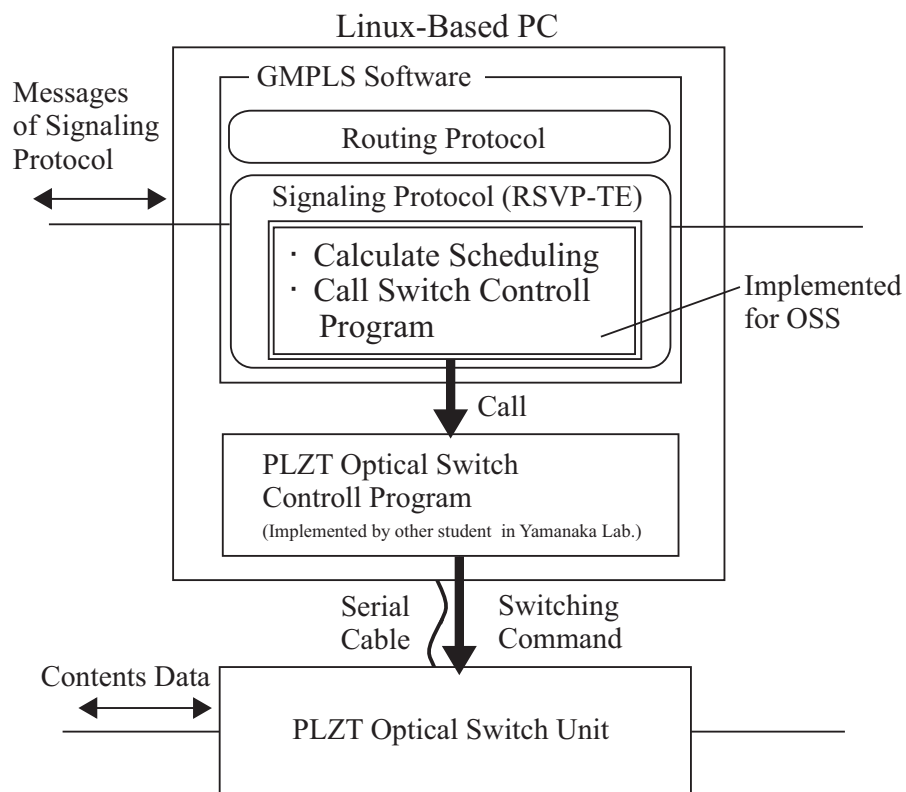 Linux-Based PC
GMPLS Software
Messages
of Signaling
Protocol
Routing Protocol
Signaling Protocol (RSVP-TE)
· Calculate Scheduling
· Call Switch Controll
Program
Implemented
for OSS
Call
PLZT Optical Switch
Controll Program
(Implemented by other student in Yamanaka Lab.)
Serial
Cable
Switching
Command
Contents Data
PLZT Optical Switch Unit